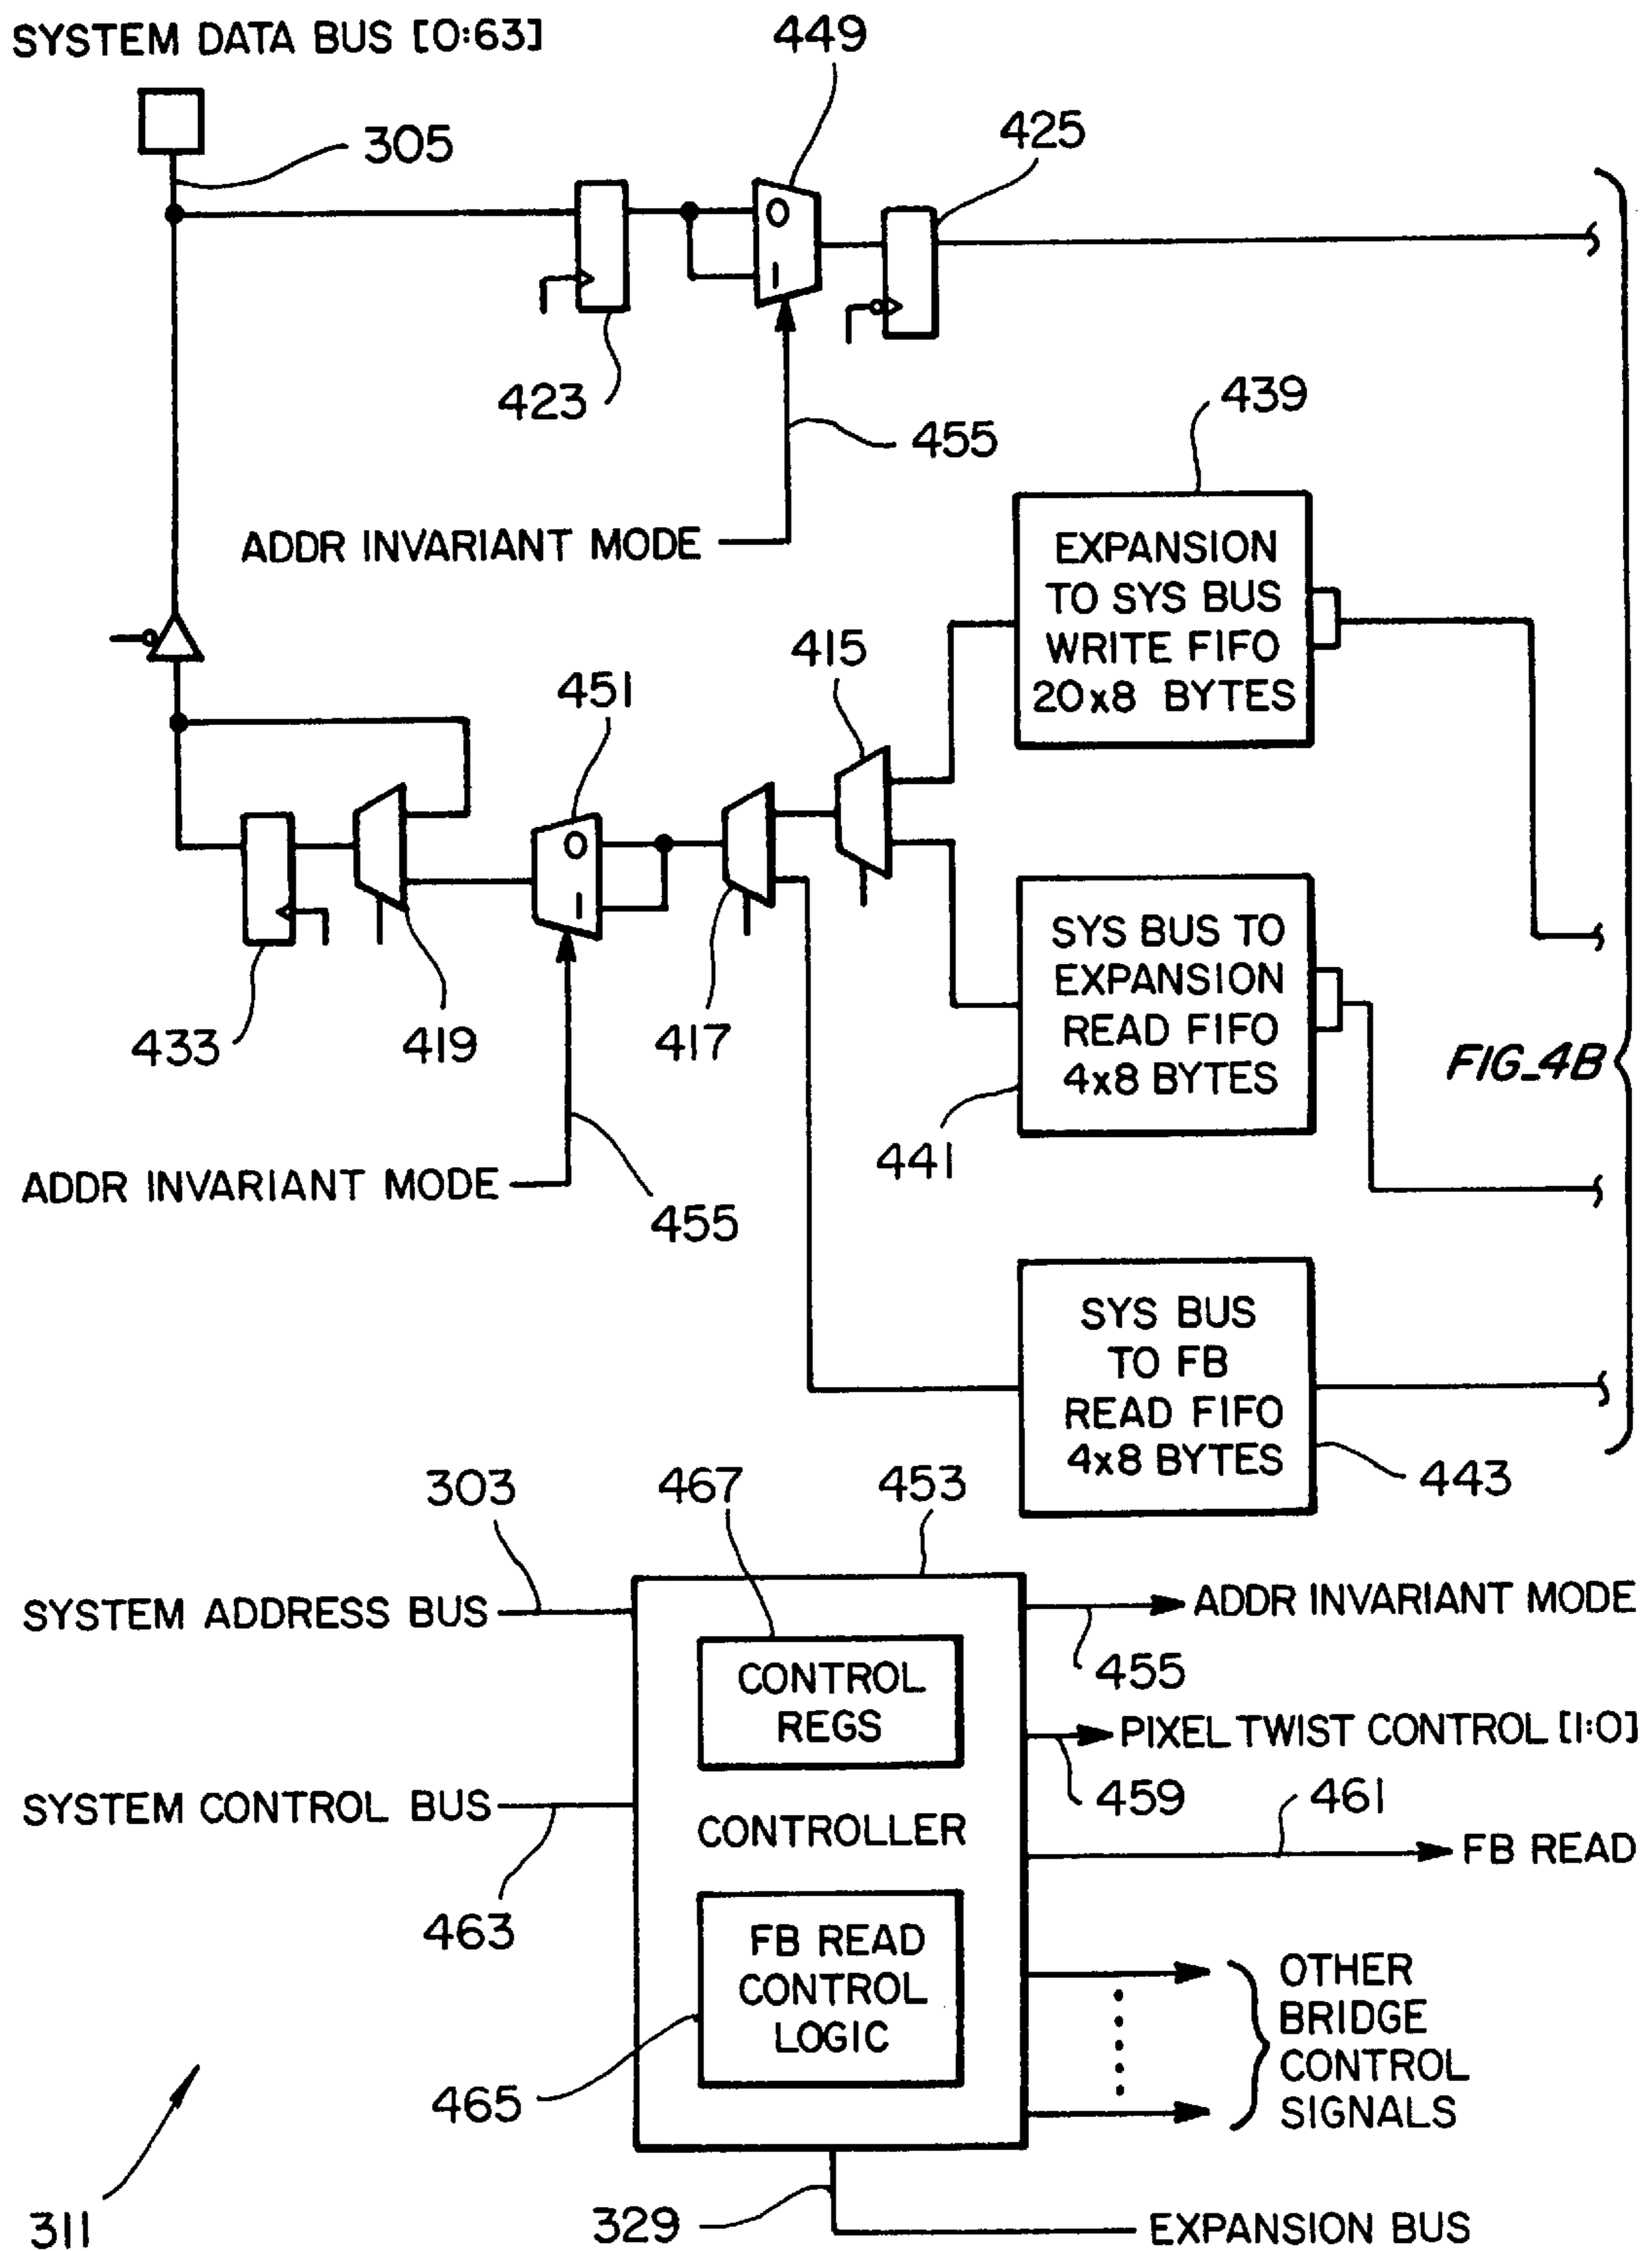 SYSTEM DATA BUS [0:63]
449
305
425
0
1
423
439
455
ADDR INVARIANT MODE
EXPANSION
TO SYS BUS
WRITE FIFO
20x8 BYTES
415
451
0
1
SYS BUS TO
EXPANSION
READ FIFO
4x8 BYTES
433
419
417
FIG_4B
441
ADDR INVARIANT MODE
455
SYS BUS
TO FB
READ FIFO
4x8 BYTES
443
303
467
453
SYSTEM ADDRESS BUS
ADDR INVARIANT MODE
455
CONTROL
REGS
PIXEL TWIST CONTROL [1:0]
459
461
SYSTEM CONTROL BUS
CONTROLLER
FB READ
463
FB READ
CONTROL
LOGIC
465
OTHER
BRIDGE
CONTROL
SIGNALS
311
329
EXPANSION BUS